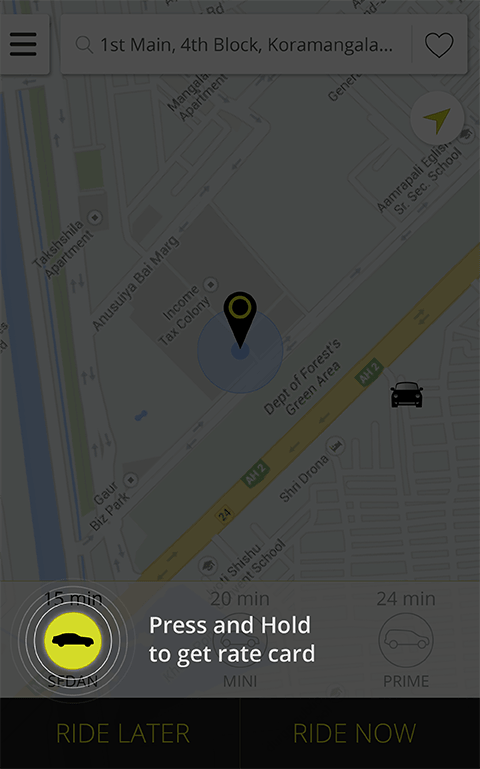 1st Main, 4th Block, Koramangala...
Mangala
Apartment
Gener
Aamrapali Eglish
Sr. Sec. School
Takshshila
Apartment
Anusuiya Bai Marg
Income
Tax Colony
Dept of Forest's
Green Area
AH 2
AH 2
24
Shri Drona
Gaur
Biz Park
li Shishu
nt School
15 min
20 min
24 min
Press and Hold
to get rate card
SEDAN
MINI
PRIME
RIDE LATER
RIDE NOW